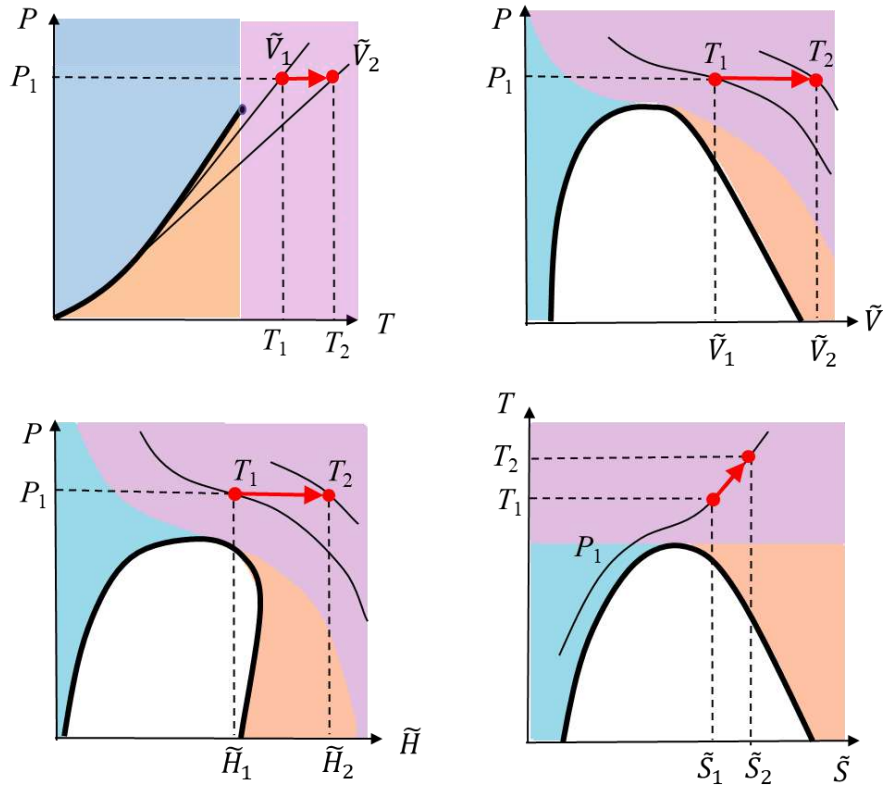 P
Ṽ₁
Ṽ₂
P₁
T₁
T₂
T
P
T₁
T₂
P₁
Ṽ₁
Ṽ₂
Ṽ
P
T₁
T₂
P₁
H̃₁
H̃₂
H̃
T
T₂
T₁
P₁
S̃₁
S̃₂
S̃